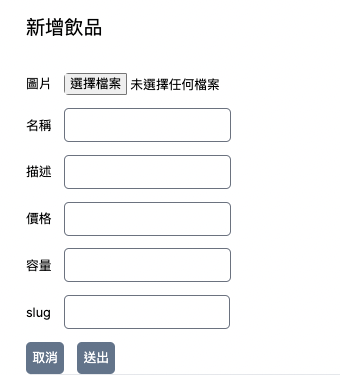 新增飲品
圖片 選擇檔案 未選擇任何檔案
名稱
描述
價格
容量
slug
取消 送出